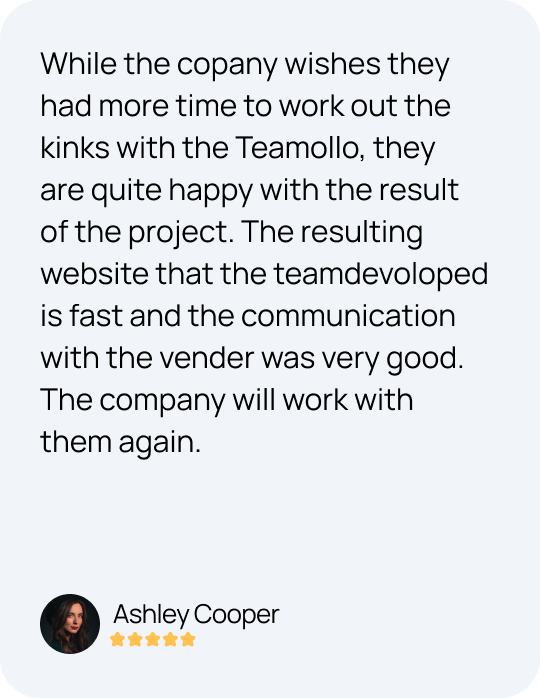 While the copany wishes they
had more time to work out the
kinks with the Teamollo, they
are quite happy with the result
of the project. The resulting
website that the teamdevoloped
is fast and the communication
with the vender was very good.
The company will work with
them again.
Ashley Cooper